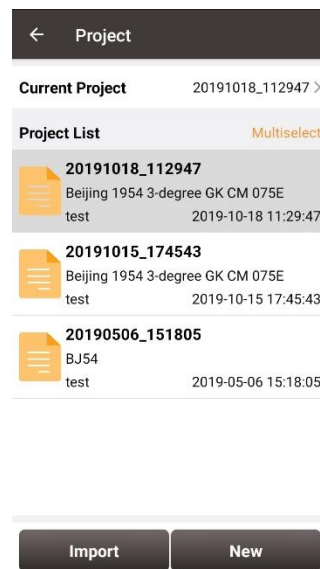 Project
Current Project 20191018_112947
Project List Multiselect
20191018_112947
Beijing 1954 3-degree GK CM 075E
test 2019-10-18 11:29:47
20191015_174543
Beijing 1954 3-degree GK CM 075E
test 2019-10-15 17:45:43
20190506_151805
BJ54
test 2019-05-06 15:18:05
Import New